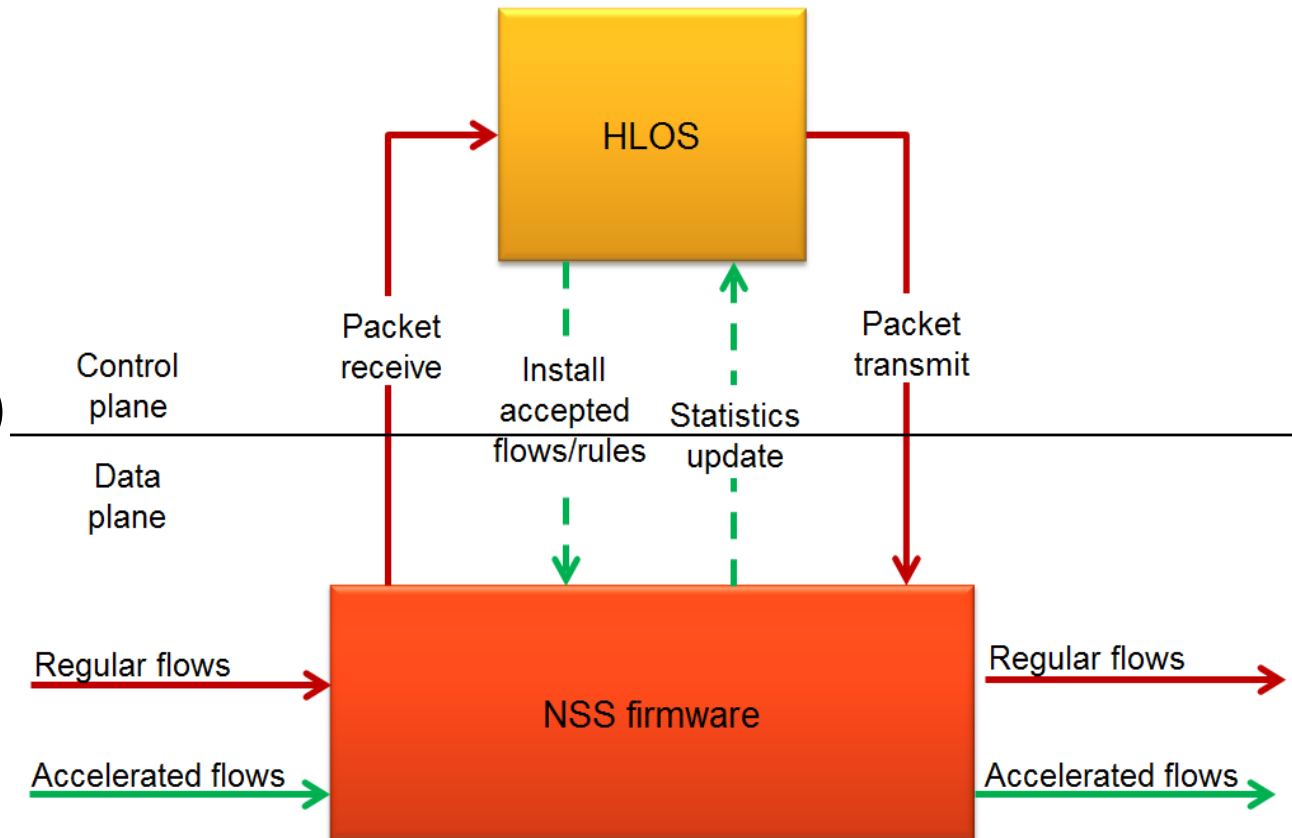 HLOS
Packet
receive
Install
accepted
flows/rules
Statistics
update
Packet
transmit
Control
plane
)
Data
plane
Regular flows
Accelerated flows
NSS firmware
Regular flows
Accelerated flows